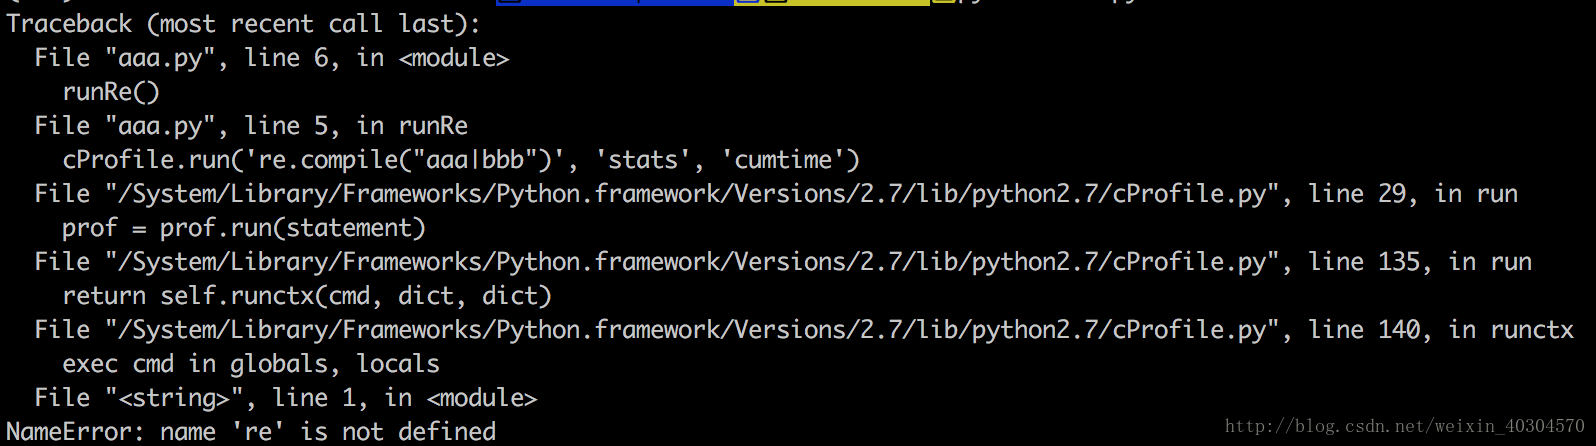 Traceback (most recent call last):
  File "aaa.py", line 6, in <module>
    runRe()
  File "aaa.py", line 5, in runRe
    cProfile.run('re.compile("aaa|bbb")', 'stats', 'cumtime')
  File "/System/Library/Frameworks/Python.framework/Versions/2.7/lib/python2.7/cProfile.py", line 29, in run
    prof = prof.run(statement)
  File "/System/Library/Frameworks/Python.framework/Versions/2.7/lib/python2.7/cProfile.py", line 135, in run
    return self.runctx(cmd, dict, dict)
  File "/System/Library/Frameworks/Python.framework/Versions/2.7/lib/python2.7/cProfile.py", line 140, in runctx
    exec cmd in globals, locals
  File "<string>", line 1, in <module>
NameError: name 're' is not defined
http://blog.csdn.net/weixin_40304570